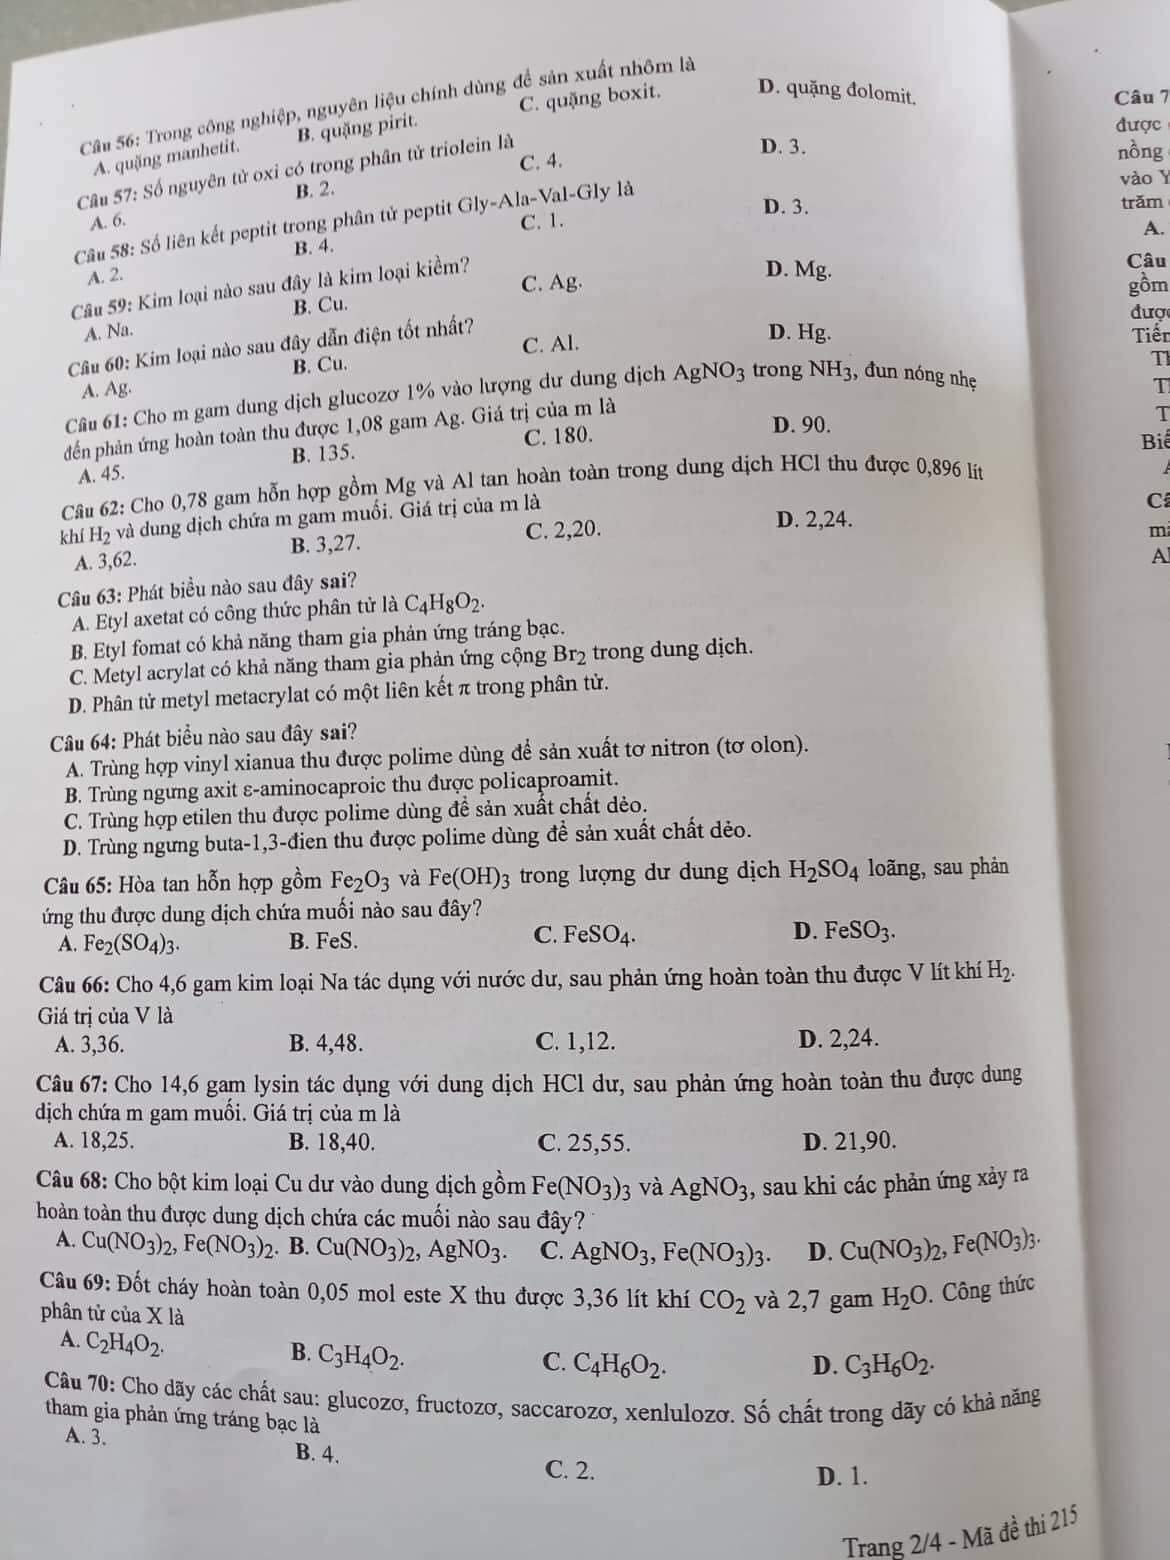 Câu 56: Trong công nghiệp, nguyên liệu chính dùng để sản xuất nhôm là
A. quặng manhetit. B. quặng pirit. C. quặng boxit. D. quặng đolomit.
Câu 57: Số nguyên tử oxi có trong phân tử triolein là
A. 6. B. 2. C. 4. D. 3.
Câu 58: Số liên kết peptit trong phân tử peptit Gly-Ala-Val-Gly là
A. 2. B. 4. C. 1. D. 3.
Câu 59: Kim loại nào sau đây là kim loại kiềm?
A. Na. B. Cu. C. Ag. D. Mg.
Câu 60: Kim loại nào sau đây dẫn điện tốt nhất?
A. Ag. B. Cu. C. Al. D. Hg.
Câu 61: Cho m gam dung dịch glucozơ 1% vào lượng dư dung dịch AgNO₃ trong NH₃, đun nóng nhẹ
đến phản ứng hoàn toàn thu được 1,08 gam Ag. Giá trị của m là
A. 45. B. 135. C. 180. D. 90.
Câu 62: Cho 0,78 gam hỗn hợp gồm Mg và Al tan hoàn toàn trong dung dịch HCl thu được 0,896 lít
khí H₂ và dung dịch chứa m gam muối. Giá trị của m là
A. 3,62. B. 3,27. C. 2,20. D. 2,24.
Câu 63: Phát biểu nào sau đây sai?
A. Etyl axetat có công thức phân tử là C₄H₈O₂.
B. Etyl fomat có khả năng tham gia phản ứng tráng bạc.
C. Metyl acrylat có khả năng tham gia phản ứng cộng Br₂ trong dung dịch.
D. Phân tử metyl metacrylat có một liên kết π trong phân tử.
Câu 64: Phát biểu nào sau đây sai?
A. Trùng hợp vinyl xianua thu được polime dùng để sản xuất tơ nitron (tơ olon).
B. Trùng ngưng axit ε-aminocaproic thu được policaproamit.
C. Trùng hợp etilen thu được polime dùng để sản xuất chất dẻo.
D. Trùng ngưng buta-1,3-đien thu được polime dùng để sản xuất chất dẻo.
Câu 65: Hòa tan hỗn hợp gồm Fe₂O₃ và Fe(OH)₃ trong lượng dư dung dịch H₂SO₄ loãng, sau phản
ứng thu được dung dịch chứa muối nào sau đây?
A. Fe₂(SO₄)₃. B. FeS. C. FeSO₄. D. FeSO₃.
Câu 66: Cho 4,6 gam kim loại Na tác dụng với nước dư, sau phản ứng hoàn toàn thu được V lít khí H₂.
Giá trị của V là
A. 3,36. B. 4,48. C. 1,12. D. 2,24.
Câu 67: Cho 14,6 gam lysin tác dụng với dung dịch HCl dư, sau phản ứng hoàn toàn thu được dung
dịch chứa m gam muối. Giá trị của m là
A. 18,25. B. 18,40. C. 25,55. D. 21,90.
Câu 68: Cho bột kim loại Cu dư vào dung dịch gồm Fe(NO₃)₃ và AgNO₃, sau khi các phản ứng xảy ra
hoàn toàn thu được dung dịch chứa các muối nào sau đây?
A. Cu(NO₃)₂, Fe(NO₃)₂. B. Cu(NO₃)₂, AgNO₃. C. AgNO₃, Fe(NO₃)₃. D. Cu(NO₃)₂, Fe(NO₃)₃.
Câu 69: Đốt cháy hoàn toàn 0,05 mol este X thu được 3,36 lít khí CO₂ và 2,7 gam H₂O. Công thức
phân tử của X là
A. C₂H₄O₂. B. C₃H₄O₂. C. C₄H₆O₂. D. C₃H₆O₂.
Câu 70: Cho dãy các chất sau: glucozơ, fructozơ, saccarozơ, xenlulozơ. Số chất trong dãy có khả năng
tham gia phản ứng tráng bạc là
A. 3. B. 4. C. 2. D. 1.
Trang 2/4 - Mã đề thi 215
Câu 7
được
nồng
vào Y
trăm
A.
Câu
gồm